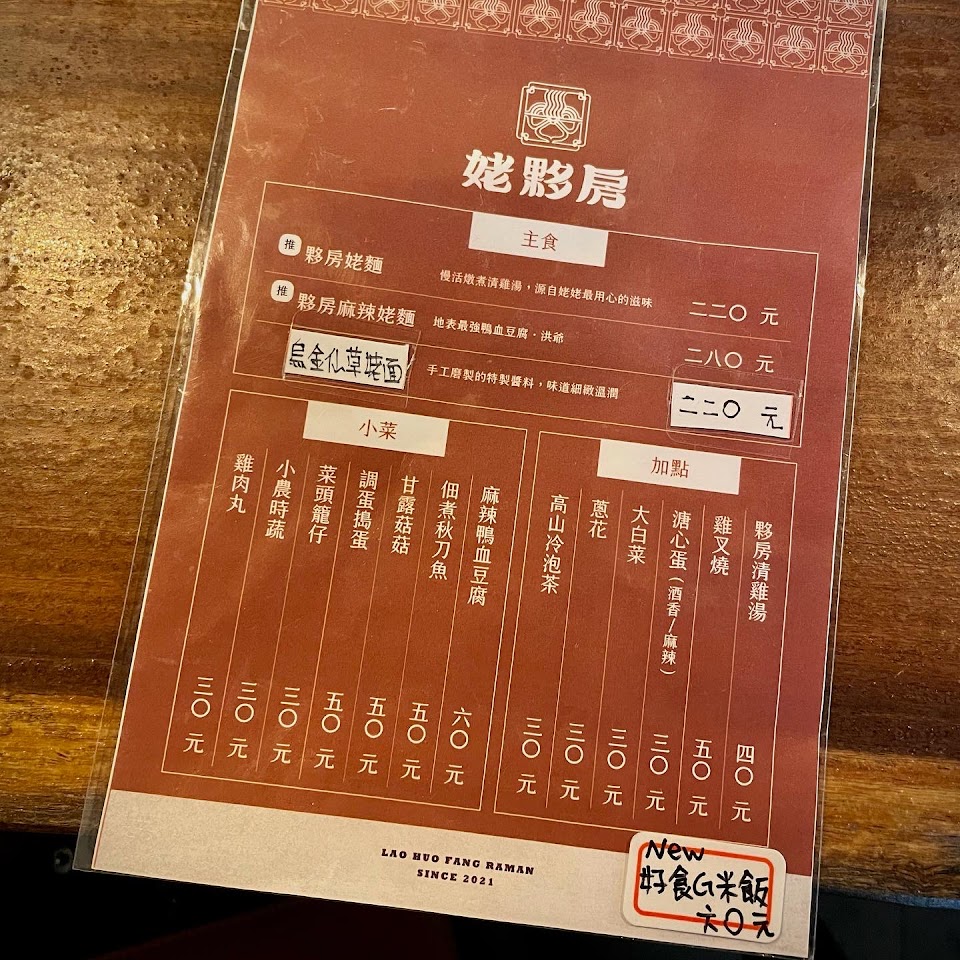 姥夥房
主食
推 夥房姥麵 慢活燉煮清雞湯，源自姥姥最用心的滋味 二二〇 元
推 夥房麻辣姥麵 地表最強鴨血豆腐．洪爺 二八〇 元
烏金仙草姥面 手工磨製的特製醬料，味道細緻溫潤 二二〇 元
小菜
麻辣鴨血豆腐 六〇元
佃煮秋刀魚 五〇元
甘露菇菇 五〇元
調蛋搗蛋 五〇元
菜頭籠仔 三〇元
小農時蔬 三〇元
雞肉丸 三〇元
加點
夥房清雞湯 四〇元
雞叉燒 五〇元
溏心蛋（酒香/麻辣） 三〇元
大白菜 三〇元
蔥花 三〇元
高山冷泡茶 三〇元
LAO HUO FANG RAMAN
SINCE 2021
New
好食G米飯
六〇元